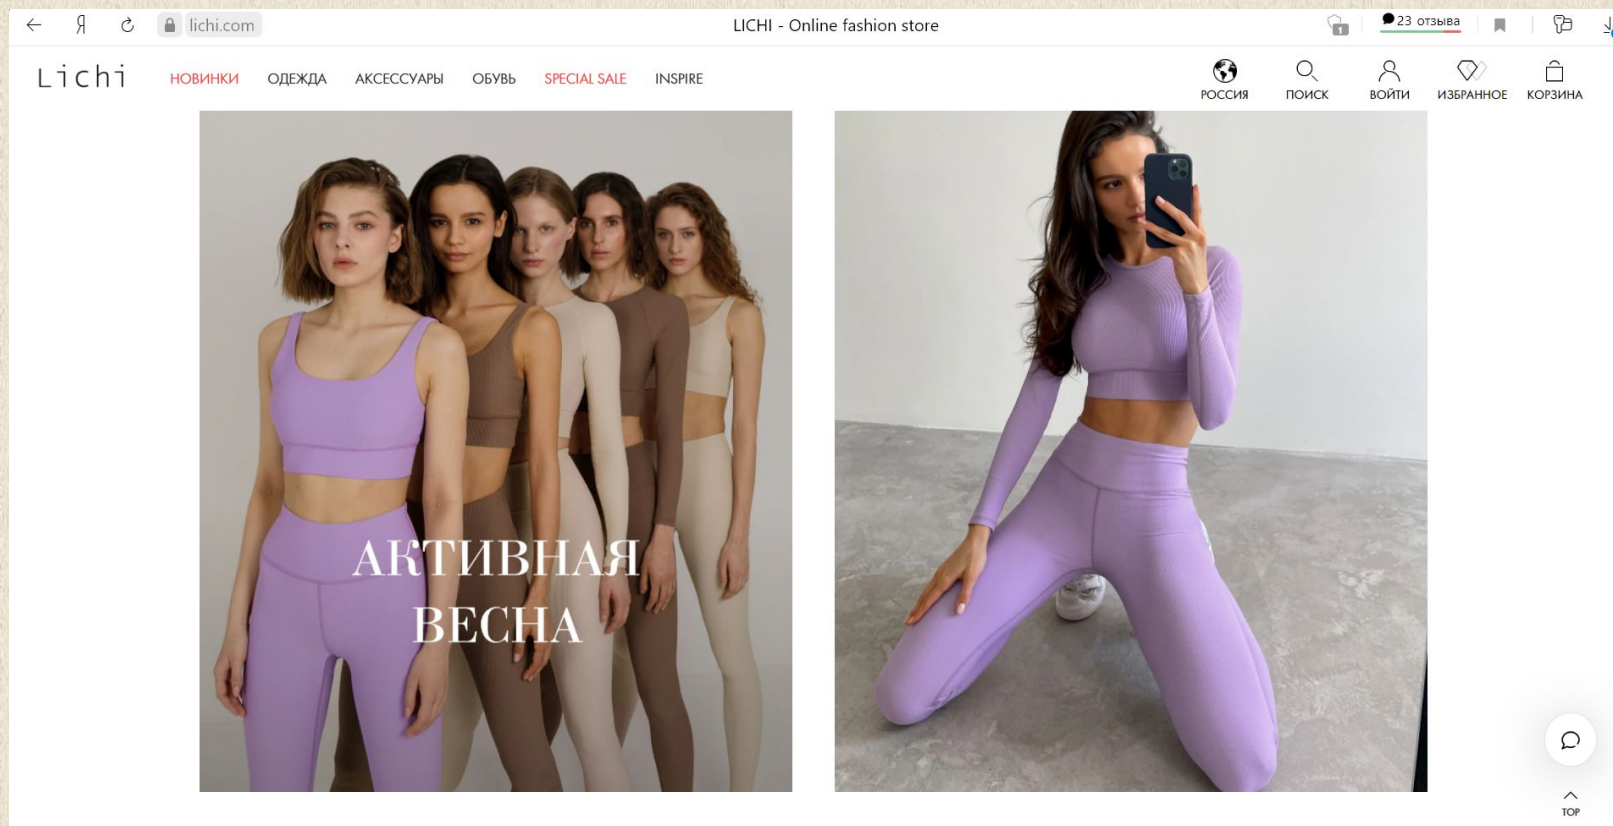 Я
lichi.com
LICHI - Online fashion store
1
23 отзыва
Lichi
НОВИНКИ
ОДЕЖДА
АКСЕССУАРЫ
ОБУВЬ
SPECIAL SALE
INSPIRE
РОССИЯ
ПОИСК
ВОЙТИ
ИЗБРАННОЕ
КОРЗИНА
АКТИВНАЯ
ВЕСНА
TOP